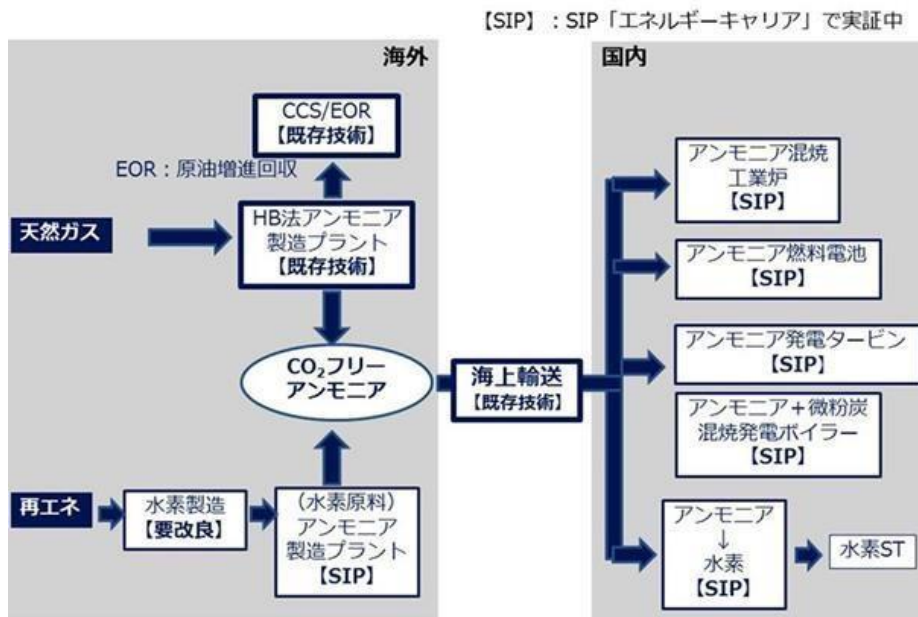 【SIP】：SIP「エネルギーキャリア」で実証中
海外
CCS/EOR
【既存技術】
EOR：原油増進回収
天然ガス
HB法アンモニア
製造プラント
【既存技術】
CO₂フリー
アンモニア
海上輸送
【既存技術】
再エネ
水素製造
【要改良】
（水素原料）
アンモニア
製造プラント
【SIP】
国内
アンモニア混焼
工業炉
【SIP】
アンモニア燃料電池
【SIP】
アンモニア発電タービン
【SIP】
アンモニア＋微粉炭
混焼発電ボイラー
【SIP】
アンモニア
↓
水素
【SIP】
水素ST